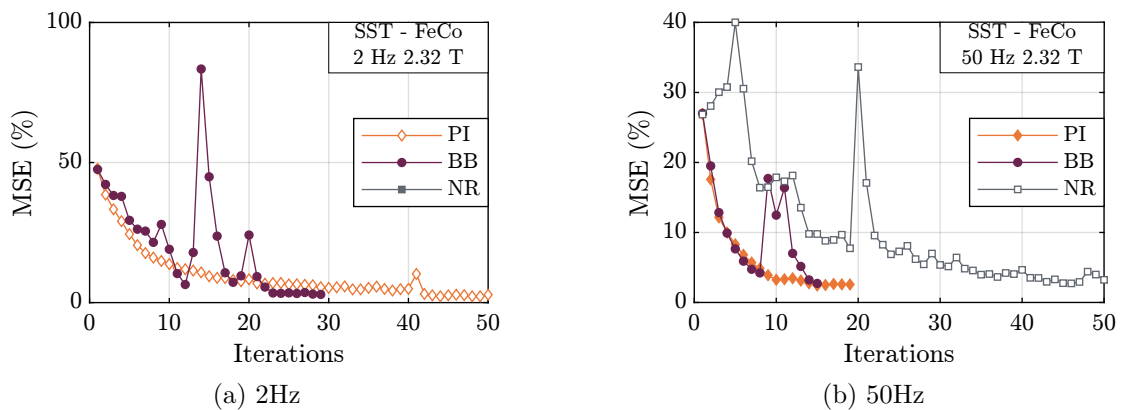 SST - FeCo
2 Hz 2.32 T
PI
BB
NR
MSE (%)
100
50
0
0
10
20
30
40
50
Iterations
(a) 2Hz
SST - FeCo
50 Hz 2.32 T
PI
BB
NR
MSE (%)
40
30
20
10
0
0
10
20
30
40
50
Iterations
(b) 50Hz